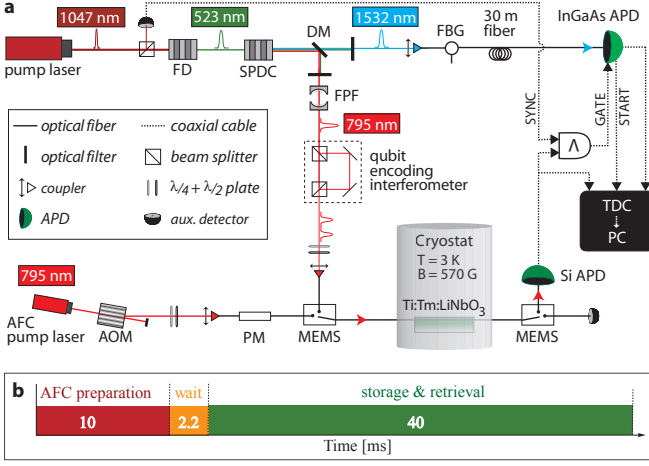 a
1047 nm
523 nm
DM
1532 nm
FBG
30 m
fiber
InGaAs APD
pump laser
FD
SPDC
FPF
795 nm
qubit
encoding
interferometer
SYNC
GATE
START
Λ
TDC
PC
optical fiber
coaxial cable
optical filter
beam splitter
coupler
λ/4 + λ/2 plate
APD
aux. detector
795 nm
AFC
pump laser
AOM
PM
MEMS
Cryostat
T = 3 K
B = 570 G
Ti:Tm:LiNbO3
Si APD
MEMS
b
AFC preparation
wait
storage & retrieval
10
2.2
40
Time [ms]